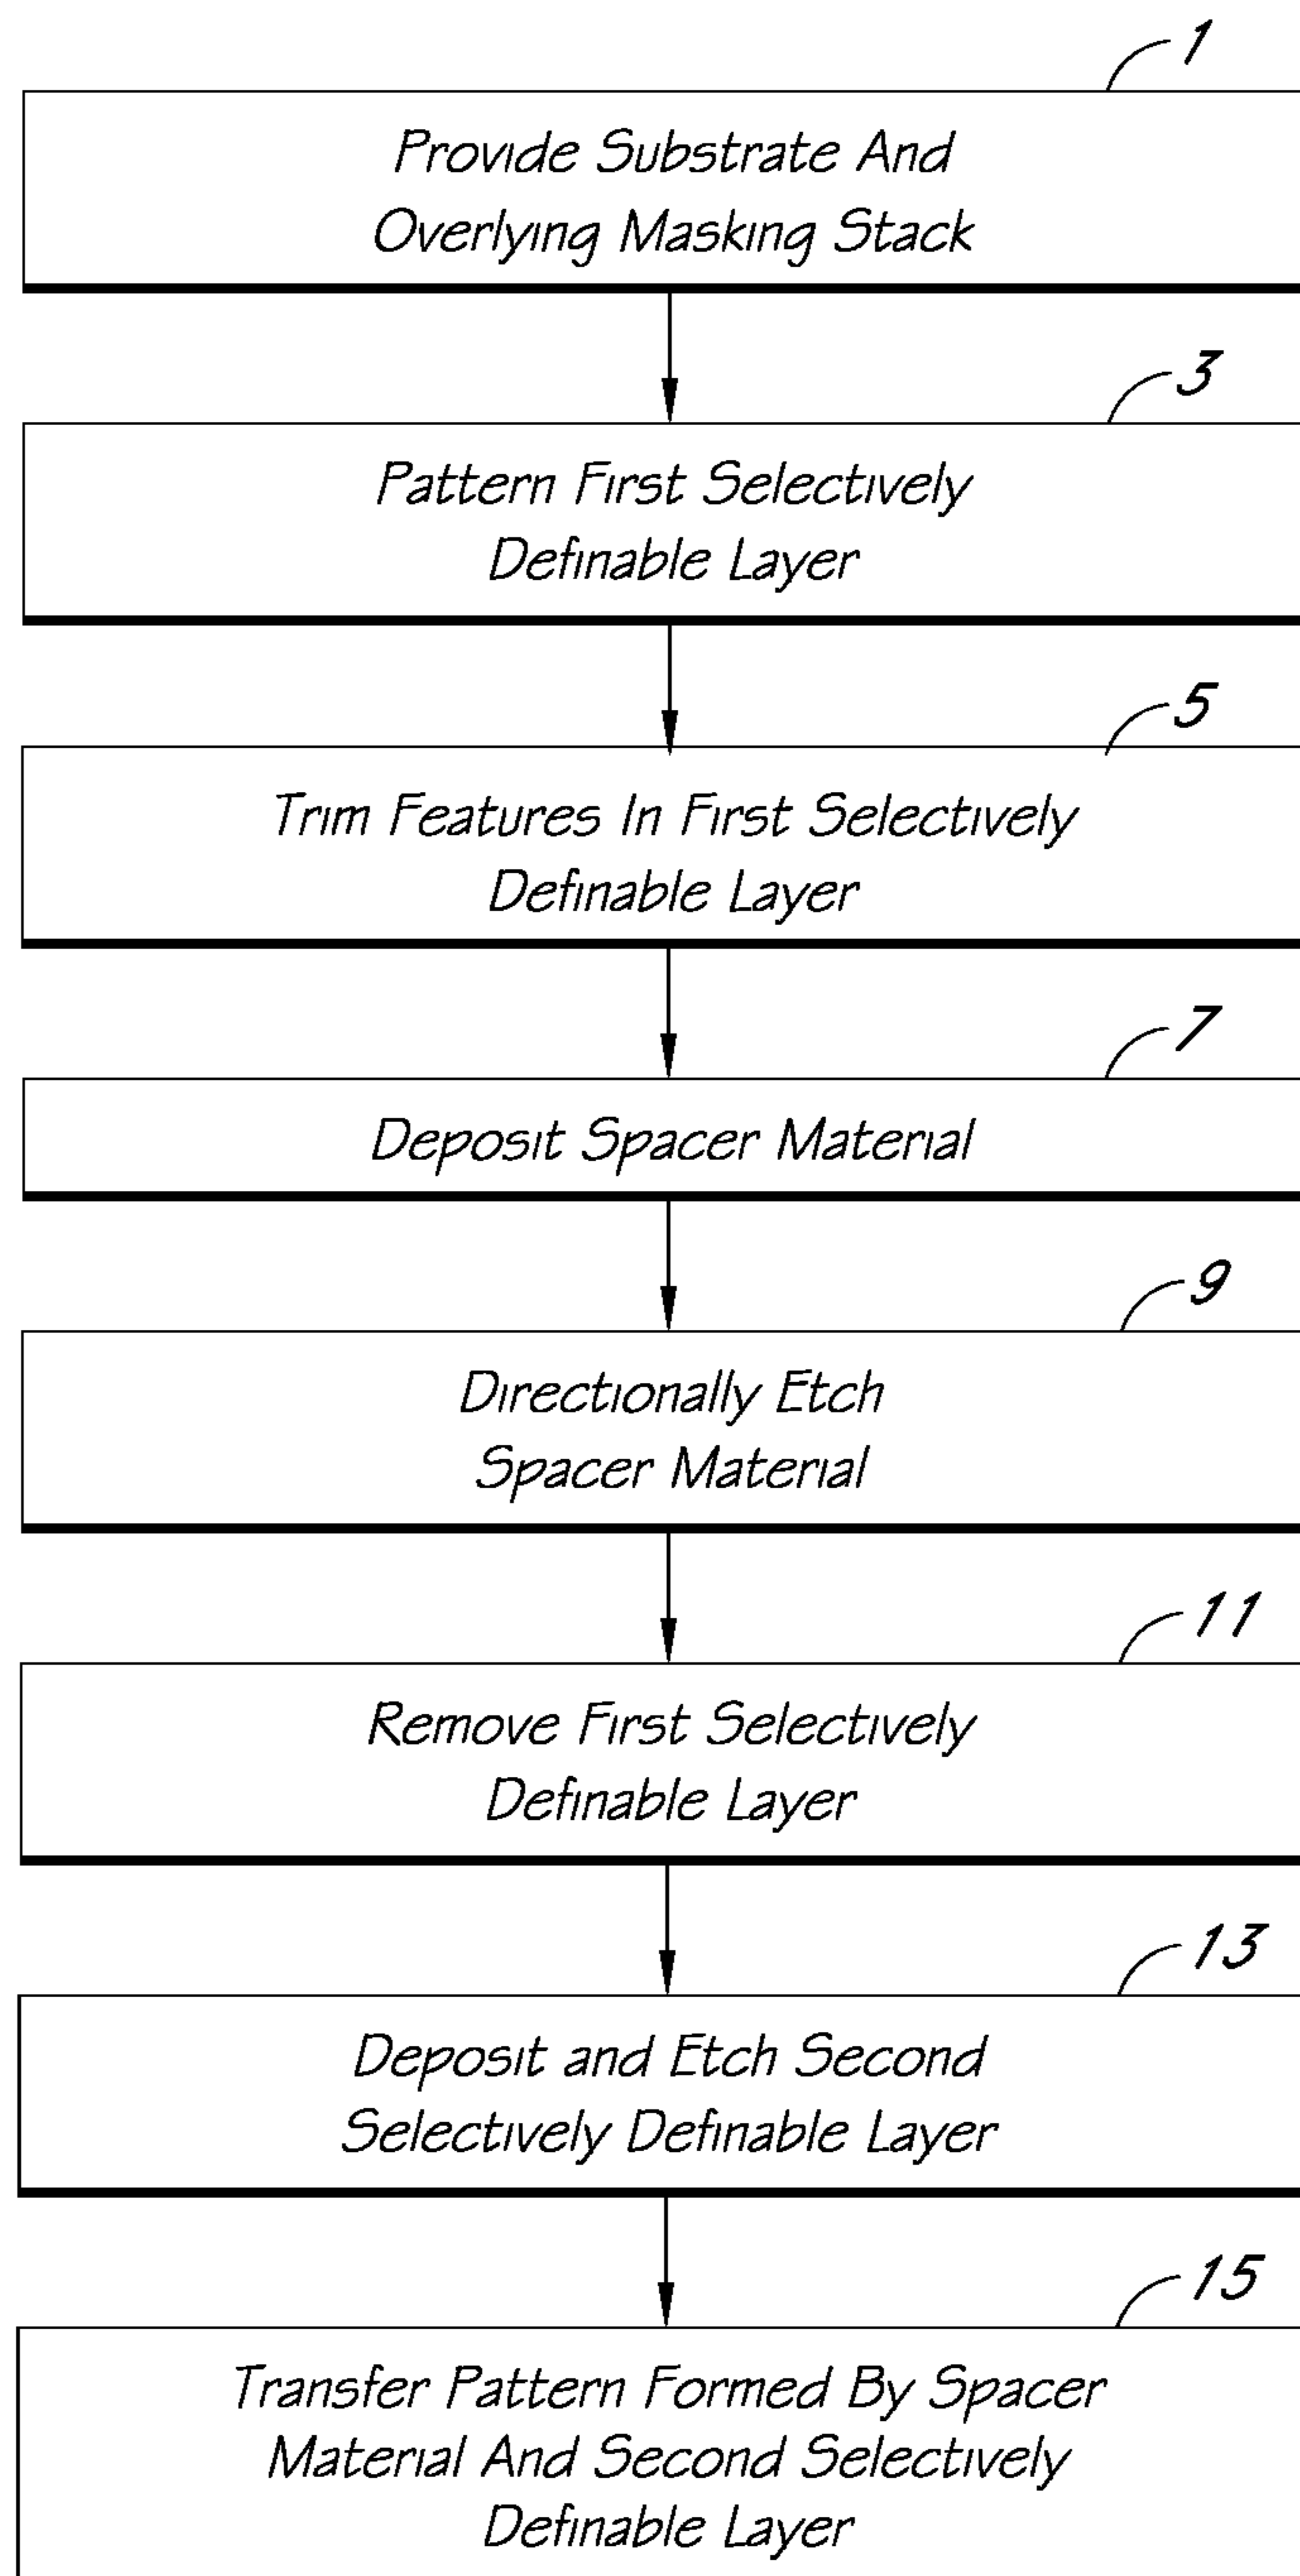 1
Provide Substrate And
Overlying Masking Stack
3
Pattern First Selectively
Definable Layer
5
Trim Features In First Selectively
Definable Layer
7
Deposit Spacer Material
9
Directionally Etch
Spacer Material
11
Remove First Selectively
Definable Layer
13
Deposit and Etch Second
Selectively Definable Layer
15
Transfer Pattern Formed By Spacer
Material And Second Selectively
Definable Layer